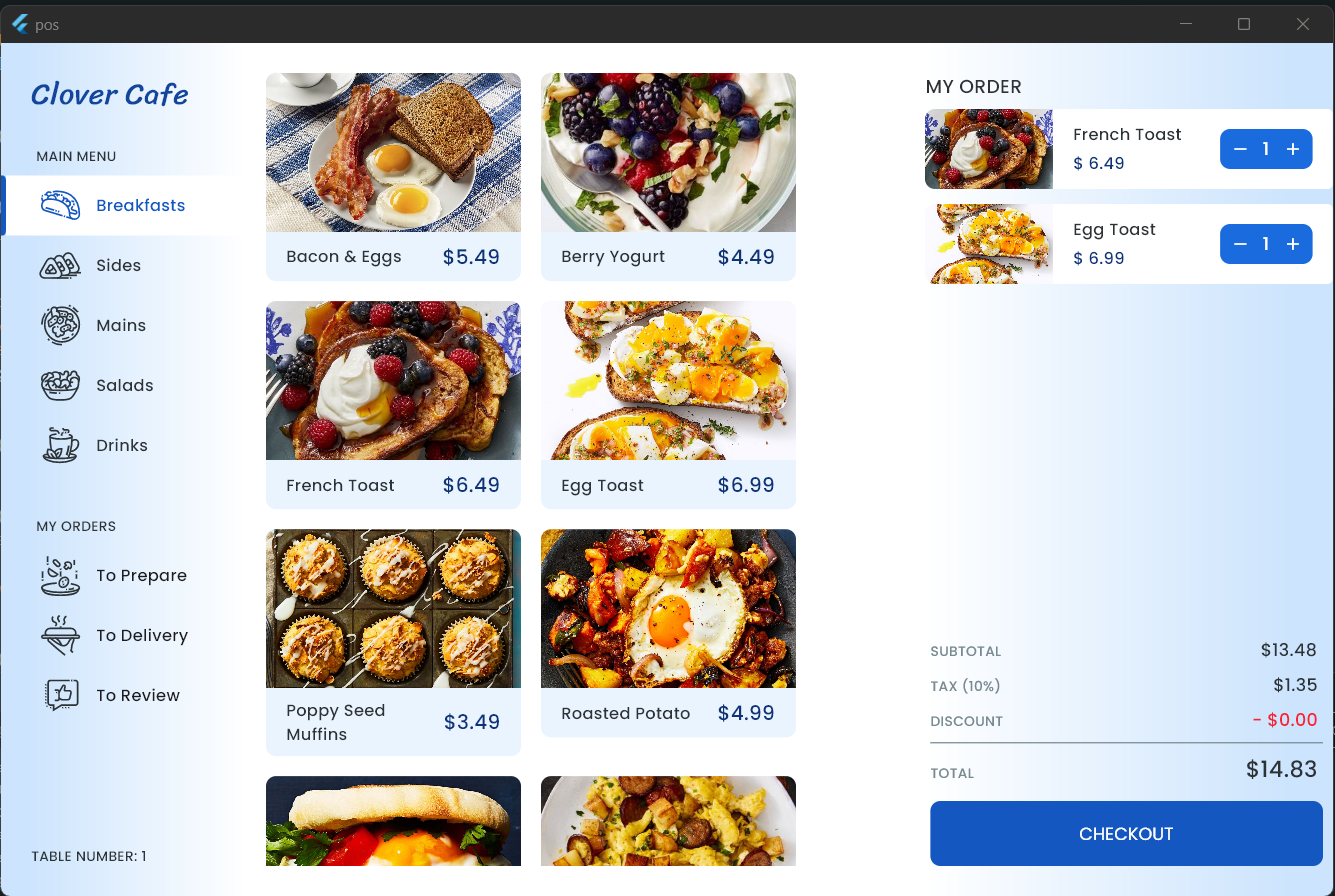 pos
Clover Cafe
MAIN MENU
Breakfasts
Sides
Mains
Salads
Drinks
MY ORDERS
To Prepare
To Delivery
To Review
TABLE NUMBER: 1
Bacon & Eggs $5.49
Berry Yogurt $4.49
French Toast $6.49
Egg Toast $6.99
Poppy Seed
Muffins $3.49
Roasted Potato $4.99
MY ORDER
French Toast
$ 6.49
− 1 +
Egg Toast
$ 6.99
− 1 +
SUBTOTAL $13.48
TAX (10%) $1.35
DISCOUNT - $0.00
TOTAL $14.83
CHECKOUT